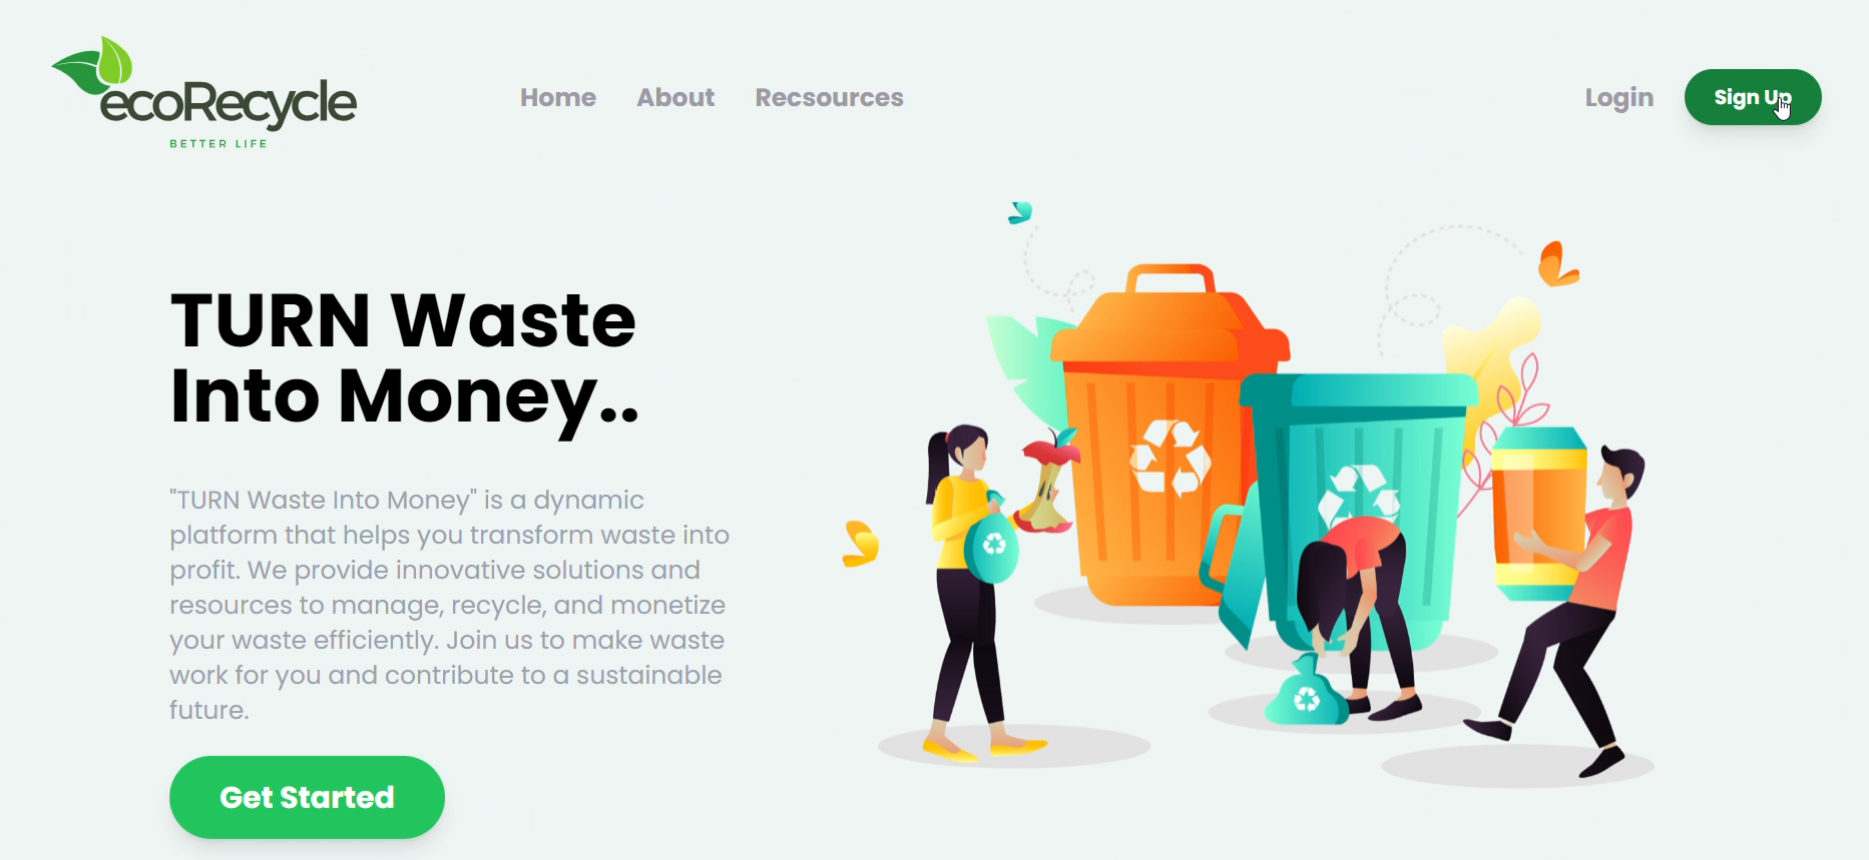 ecoRecycle
BETTER LIFE
Home
About
Recsources
Login
Sign Up
TURN Waste
Into Money..
"TURN Waste Into Money" is a dynamic
platform that helps you transform waste into
profit. We provide innovative solutions and
resources to manage, recycle, and monetize
your waste efficiently. Join us to make waste
work for you and contribute to a sustainable
future.
Get Started